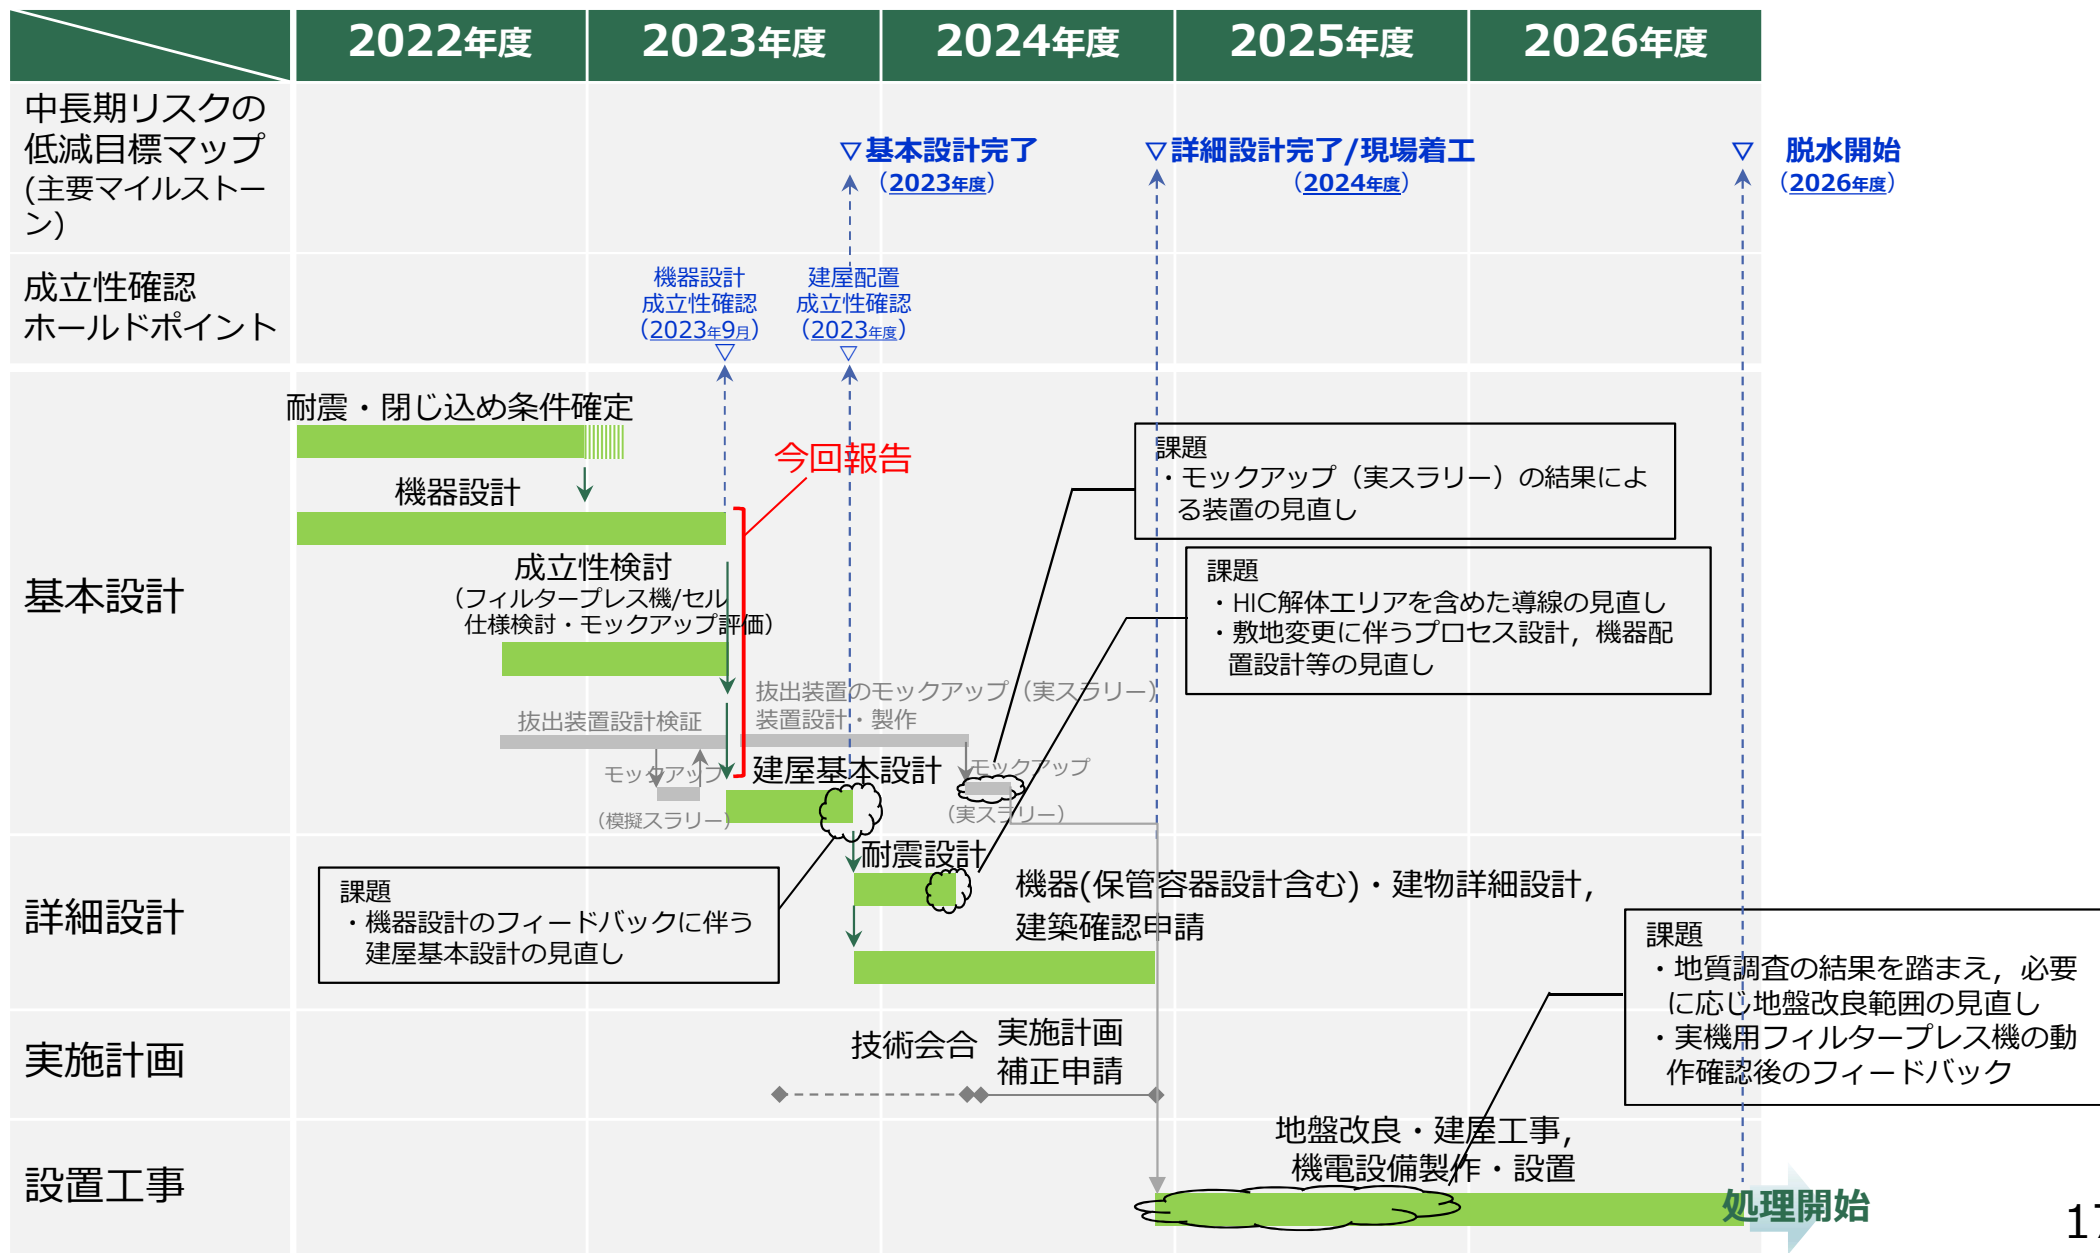 2022年度 2023年度 2024年度 2025年度 2026年度
中長期リスクの
低減目標マップ
(主要マイルストー
ン)
▽基本設計完了
（2023年度）
▽詳細設計完了/現場着工
（2024年度）
▽ 脱水開始
（2026年度）
成立性確認
ホールドポイント
機器設計
成立性確認
（2023年9月）
▽
建屋配置
成立性確認
（2023年度）
▽
基本設計
耐震・閉じ込め条件確定
機器設計
今回報告
成立性検討
（フィルタープレス機/セル
仕様検討・モックアップ評価）
抜出装置設計検証
モックアップ
（模擬スラリー）
抜出装置のモックアップ（実スラリー）
装置設計・製作
建屋基本設計
モックアップ
（実スラリー）
課題
・モックアップ（実スラリー）の結果によ
る装置の見直し
課題
・HIC解体エリアを含めた導線の見直し
・敷地変更に伴うプロセス設計，機器配
置設計等の見直し
詳細設計
課題
・機器設計のフィードバックに伴う
建屋基本設計の見直し
耐震設計
機器(保管容器設計含む)・建物詳細設計，
建築確認申請
課題
・地質調査の結果を踏まえ，必要
に応じ地盤改良範囲の見直し
・実機用フィルタープレス機の動
作確認後のフィードバック
実施計画
技術会合
実施計画
補正申請
設置工事
地盤改良・建屋工事，
機電設備製作・設置
処理開始
17